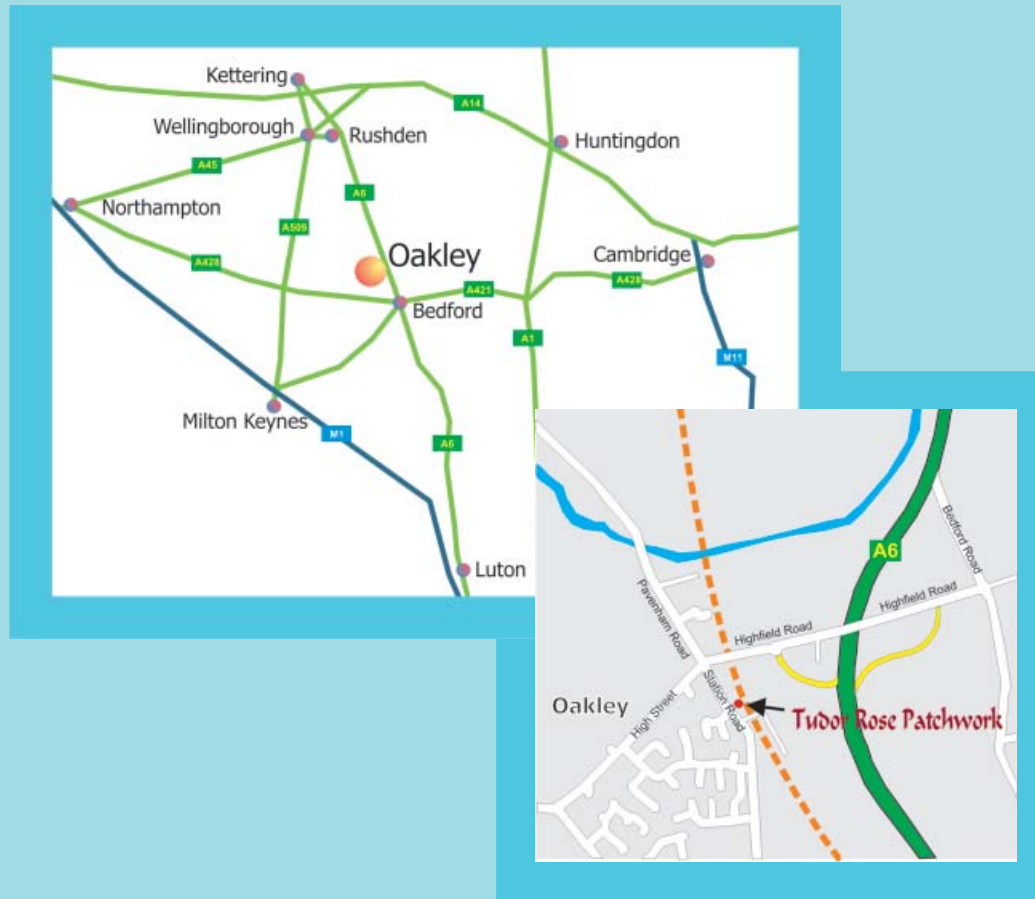 Kettering
A14
Wellingborough
Rushden
Huntingdon
A45
A6
Northampton
A509
Oakley
Cambridge
A428
A421
A428
Bedford
A1
M11
Milton Keynes
M1
A6
Luton
A6
Bedford Road
Pavenham Road
Highfield Road
Highfield Road
Station Road
Oakley
High Street
Tudor Rose Patchwork